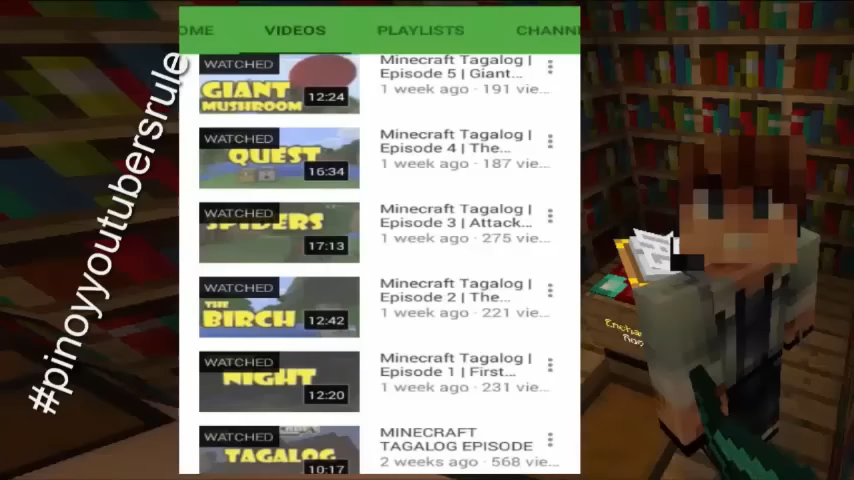 OME VIDEOS PLAYLISTS CHANN
#pinoyyoutubersrule
WATCHED
GIANT
MUSHROOM
12:24
Minecraft Tagalog |
Episode 5 | Giant...
1 week ago · 191 vie...
WATCHED
QUEST
16:34
Minecraft Tagalog |
Episode 4 | The...
1 week ago · 187 vie...
WATCHED
SPIDERS
17:13
Minecraft Tagalog |
Episode 3 | Attack...
1 week ago · 275 vie...
WATCHED
THE
BIRCH
12:42
Minecraft Tagalog |
Episode 2 | The...
1 week ago · 221 vie...
WATCHED
NIGHT
12:20
Minecraft Tagalog |
Episode 1 | First...
1 week ago · 231 vie...
WATCHED
TAGALOG
10:17
MINECRAFT
TAGALOG EPISODE
2 weeks ago · 568 vie...